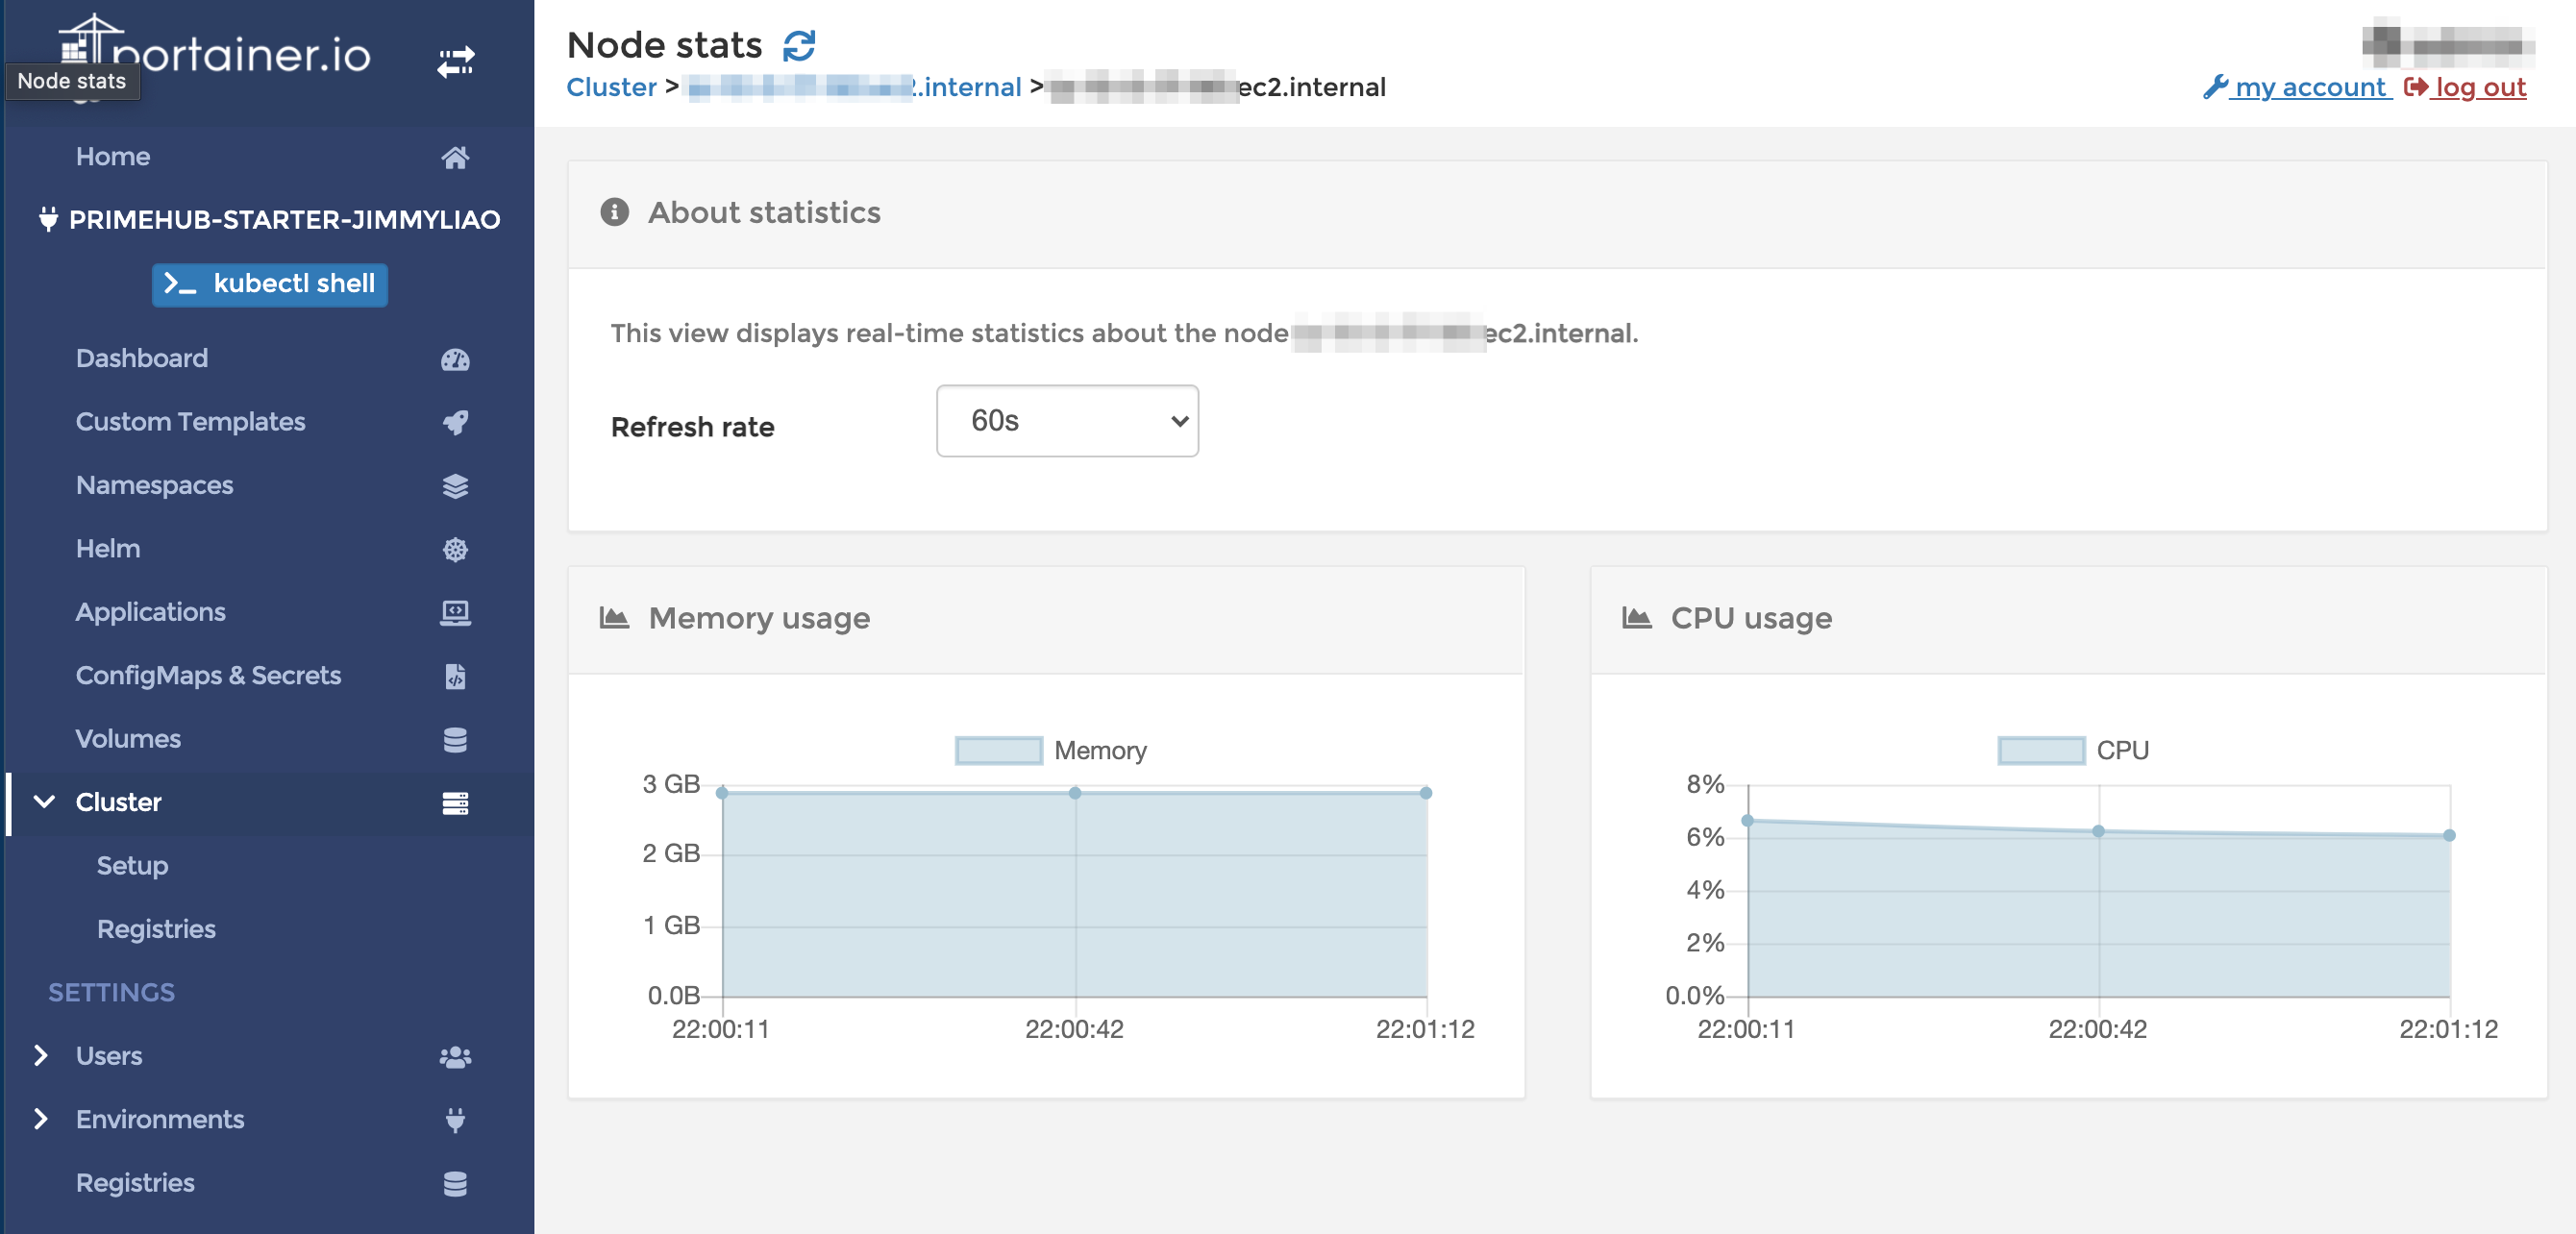 portainer.io
Node stats
Home
PRIMEHUB-STARTER-JIMMYLIAO
kubectl shell
Dashboard
Custom Templates
Namespaces
Helm
Applications
ConfigMaps & Secrets
Volumes
Cluster
Setup
Registries
SETTINGS
Users
Environments
Registries
Node stats
Cluster > .internal > ec2.internal
my account log out
About statistics
This view displays real-time statistics about the node ec2.internal.
Refresh rate 60s
Memory usage
Memory
3 GB
2 GB
1 GB
0.0B
22:00:11 22:00:42 22:01:12
CPU usage
CPU
8%
6%
4%
2%
0.0%
22:00:11 22:00:42 22:01:12